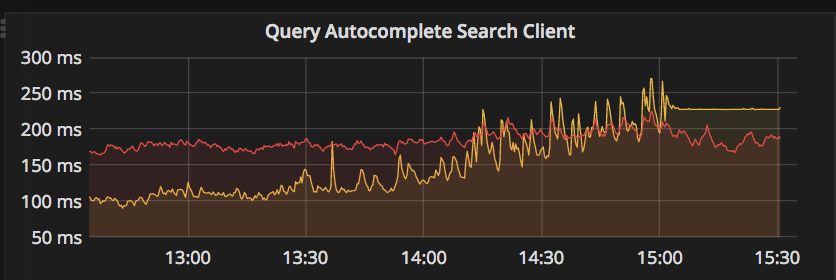 Query Autocomplete Search Client
300 ms
250 ms
200 ms
150 ms
100 ms
50 ms
13:00 13:30 14:00 14:30 15:00 15:30